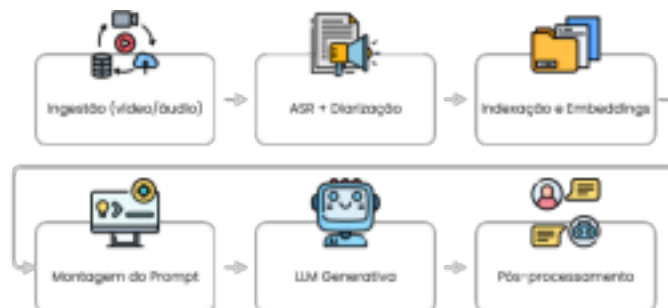 Ingestão (vídeo/áudio)
ASR + Diarização
Indexação e Embeddings
Montagem do Prompt
LLM Generativa
Pós-processamento